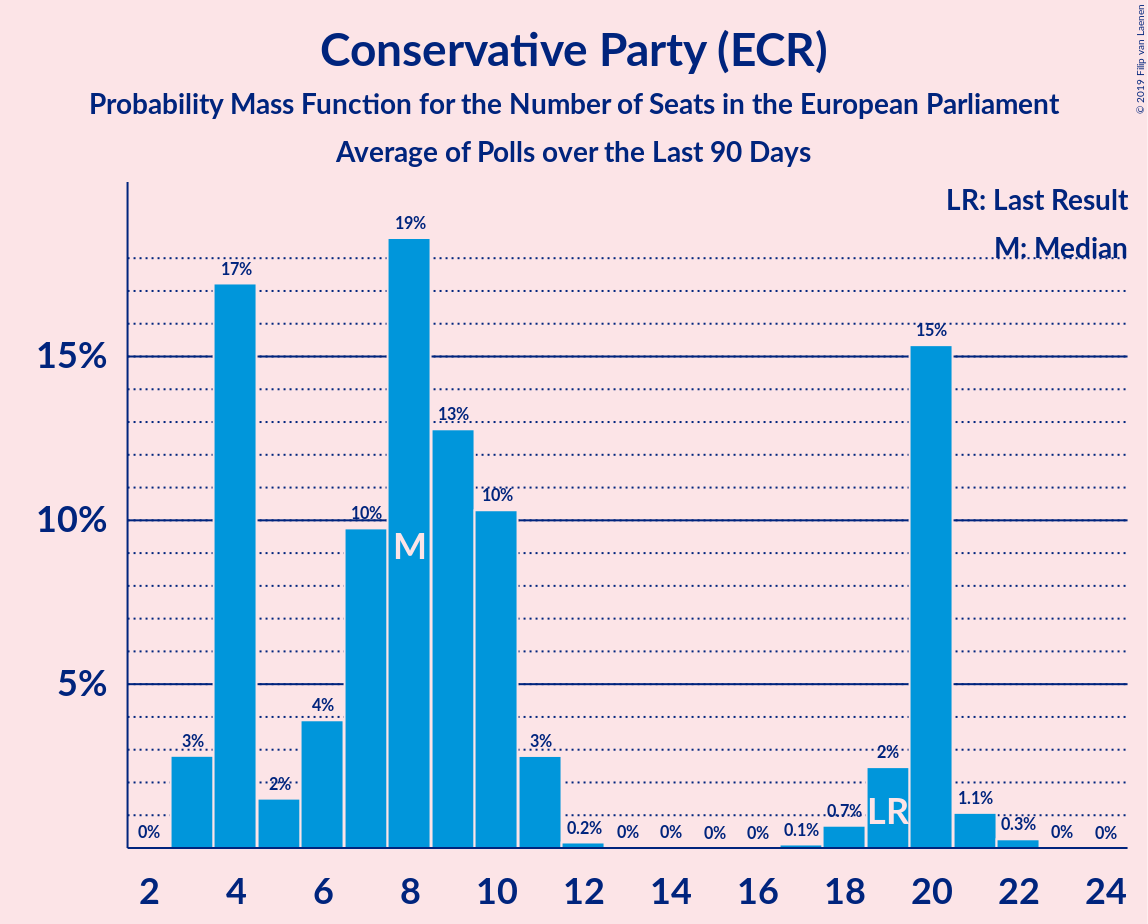 Conservative Party (ECR)
Probability Mass Function for the Number of Seats in the European Parliament
Average of Polls over the Last 90 Days
© 2019 Filip van Laenen
LR: Last Result
M: Median
15%
10%
5%
0%
3%
17%
2%
4%
10%
19%
13%
10%
3%
0.2%
0%
0%
0%
0%
0.1%
0.7%
2%
15%
1.1%
0.3%
0%
0%
M
LR
2 4 6 8 10 12 14 16 18 20 22 24